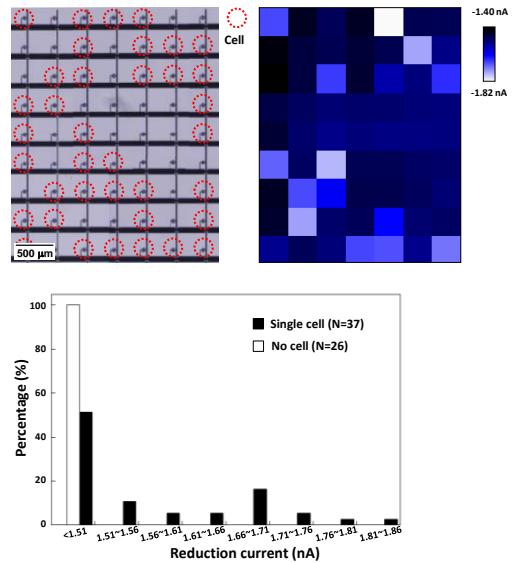 Cell
500 µm
-1.40 nA
-1.82 nA
Percentage (%)
100
80
60
40
20
0
Single cell (N=37)
No cell (N=26)
<1.51
1.51~1.56
1.56~1.61
1.61~1.66
1.66~1.71
1.71~1.76
1.76~1.81
1.81~1.86
Reduction current (nA)